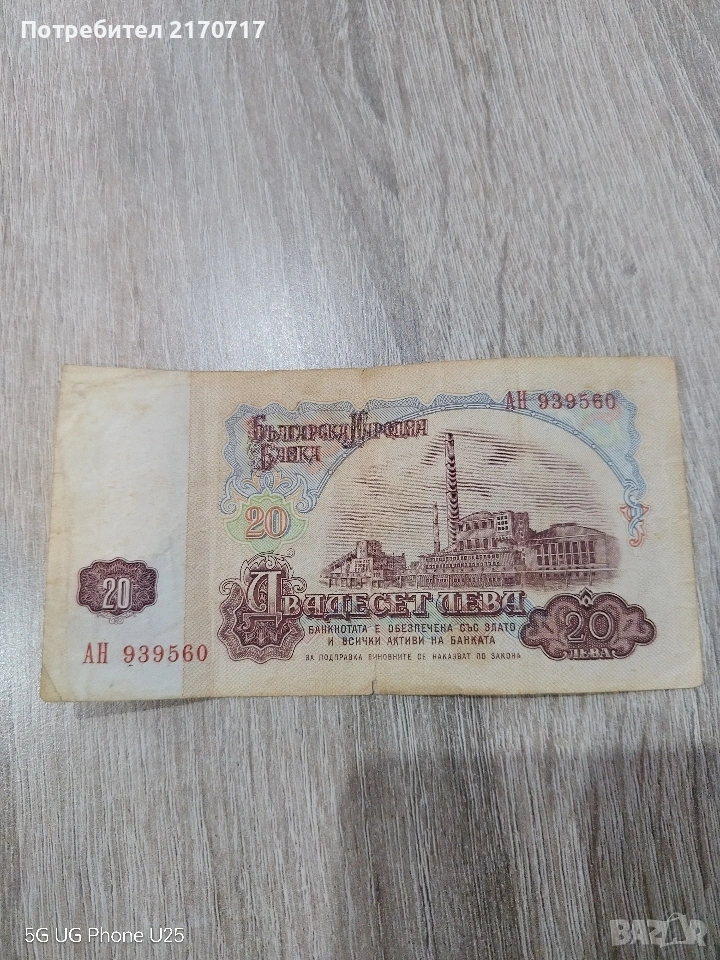 Потребител 2170717
АН 939560
Българска Народна
Банка
20
20
Двадесет лева
БАНКНОТАТА Е ОБЕЗПЕЧЕНА СЪС ЗЛАТО
И ВСИЧКИ АКТИВИ НА БАНКАТА
20
ЛЕВА
АН 939560
ЗА ПОДПРАВКА ВИНОВНИТЕ СЕ НАКАЗВАТ ПО ЗАКОНА
5G UG Phone U25
BAZAR